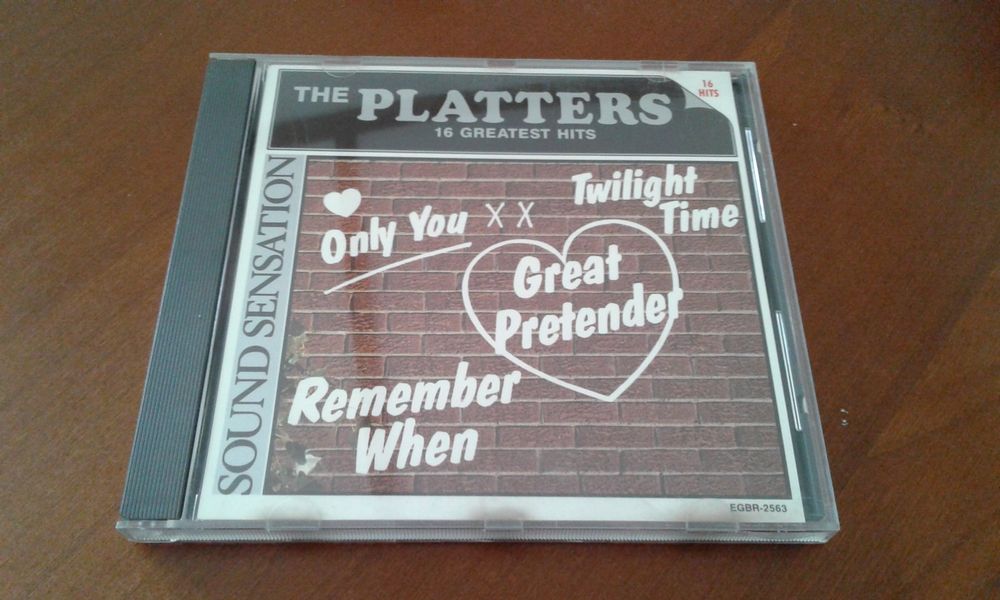 THE PLATTERS
16 GREATEST HITS
16
HITS
SOUND SENSATION
Only You XX
Twilight
Time
Great
Pretender
Remember
When
EGBR-2563